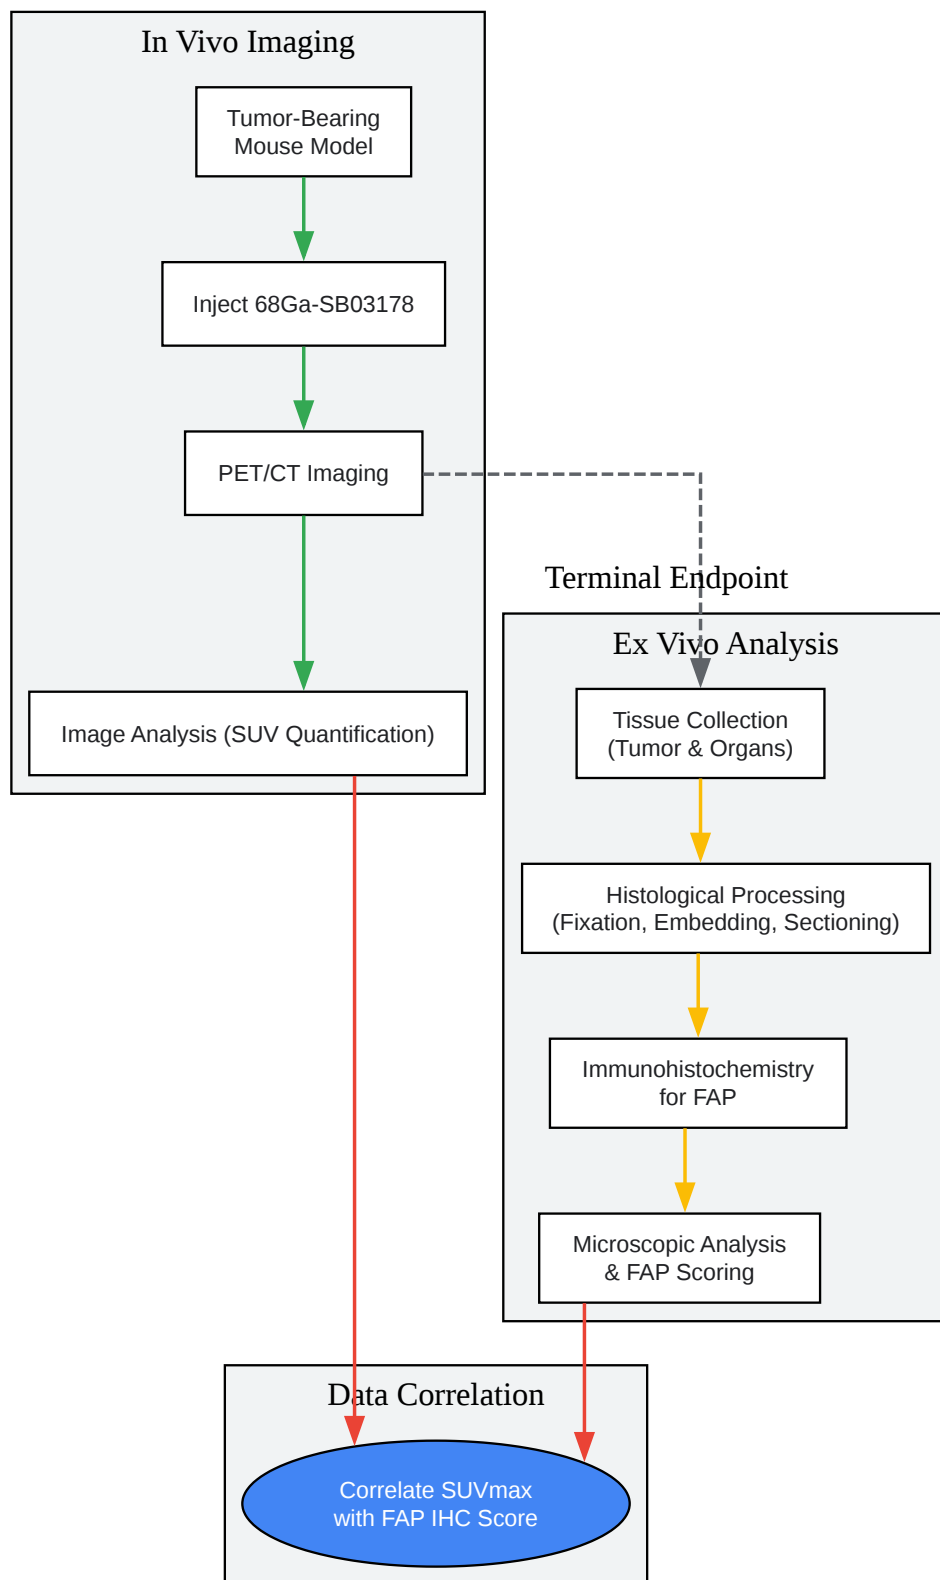 In Vivo Imaging
Tumor-Bearing
Mouse Model
Inject 68Ga-SB03178
PET/CT Imaging
Image Analysis (SUV Quantification)
Terminal Endpoint
Ex Vivo Analysis
Tissue Collection
(Tumor & Organs)
Histological Processing
(Fixation, Embedding, Sectioning)
Immunohistochemistry
for FAP
Microscopic Analysis
& FAP Scoring
Data Correlation
Correlate SUVmax
with FAP IHC Score